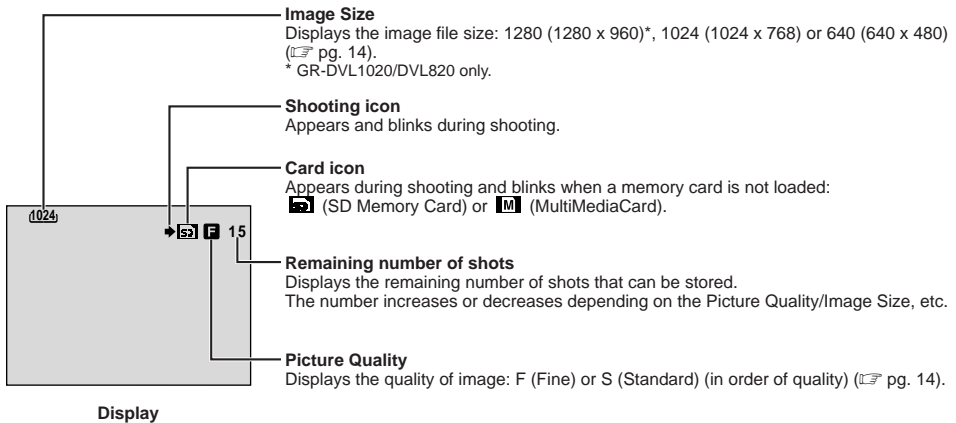 Image Size
Displays the image file size: 1280 (1280 x 960)*, 1024 (1024 x 768) or 640 (640 x 480)
(☞ pg. 14).
* GR-DVL1020/DVL820 only.
Shooting icon
Appears and blinks during shooting.
Card icon
Appears during shooting and blinks when a memory card is not loaded:
SD (SD Memory Card) or M (MultiMediaCard).
1024
SD F 15
Remaining number of shots
Displays the remaining number of shots that can be stored.
The number increases or decreases depending on the Picture Quality/Image Size, etc.
Picture Quality
Displays the quality of image: F (Fine) or S (Standard) (in order of quality) (☞ pg. 14).
Display